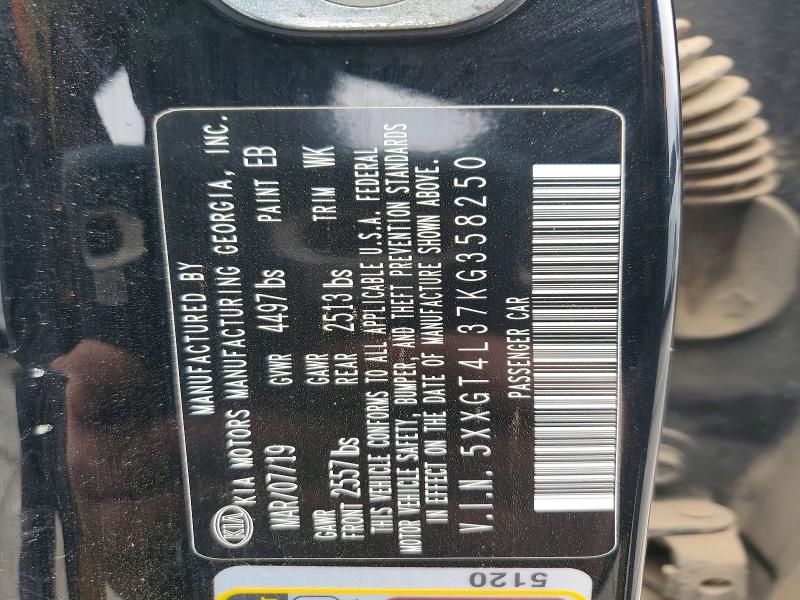 MANUFACTURED BY
KIA KIA MOTORS MANUFACTURING GEORGIA, INC.
MAR/07/19 GVWR 4497lbs PAINT EB
GAWR FRONT 2557lbs GAWR REAR 2513lbs TRIM WK
THIS VEHICLE CONFORMS TO ALL APPLICABLE U.S.A. FEDERAL
MOTOR VEHICLE SAFETY, BUMPER, AND THEFT PREVENTION STANDARDS
IN EFFECT ON THE DATE OF MANUFACTURE SHOWN ABOVE.
V.I.N. 5XXGT4L37KG358250
PASSENGER CAR
5120